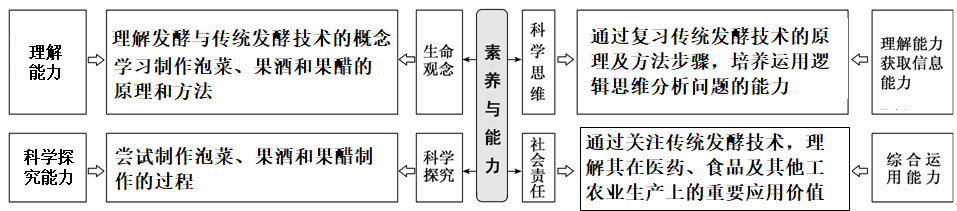 理解
能力
理解发酵与传统发酵技术的概念
学习制作泡菜、果酒和果醋的
原理和方法
生命
观念
素养与能力
科学思维
通过复习传统发酵技术的原
理及方法步骤，培养运用逻
辑思维分析问题的能力
理解能力
获取信息
能力
科学探
究能力
尝试制作泡菜、果酒和果醋制
作的过程
科学
探究
社会责任
通过关注传统发酵技术，理
解其在医药、食品及其他工
农业生产上的重要应用价值
综合运
用能力